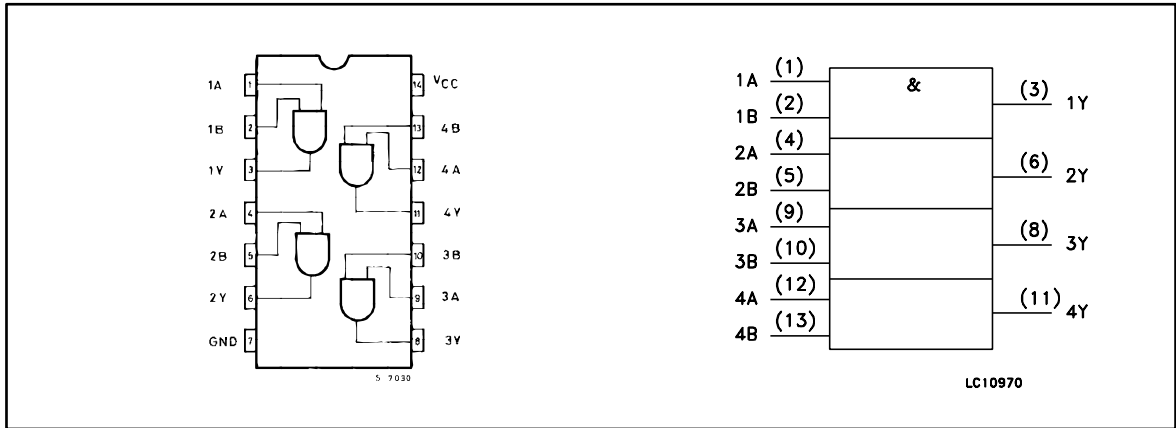 1A 1 14 VCC
1B 2 13 4B
1Y 3 12 4A
2A 4 11 4Y
2B 5 10 3B
2Y 6 9 3A
GND 7 8 3Y
S 7030
&
1A (1)
1B (2)
2A (4)
2B (5)
3A (9)
3B (10)
4A (12)
4B (13)
(3) 1Y
(6) 2Y
(8) 3Y
(11) 4Y
LC10970